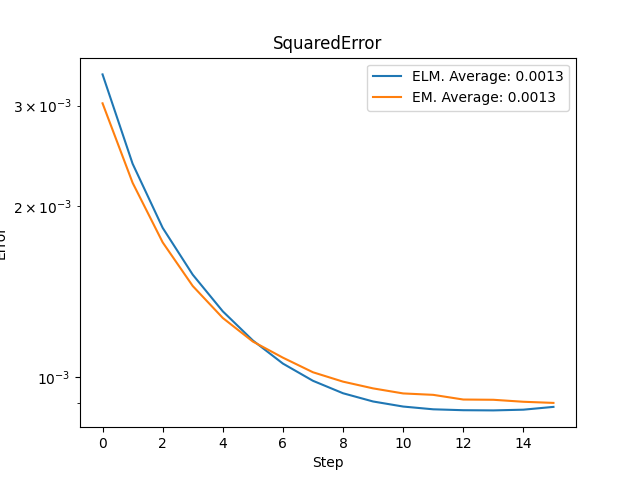 SquaredError
ELM. Average: 0.0013
EM. Average: 0.0013
3 × 10⁻³
2 × 10⁻³
10⁻³
Error
0 2 4 6 8 10 12 14
Step